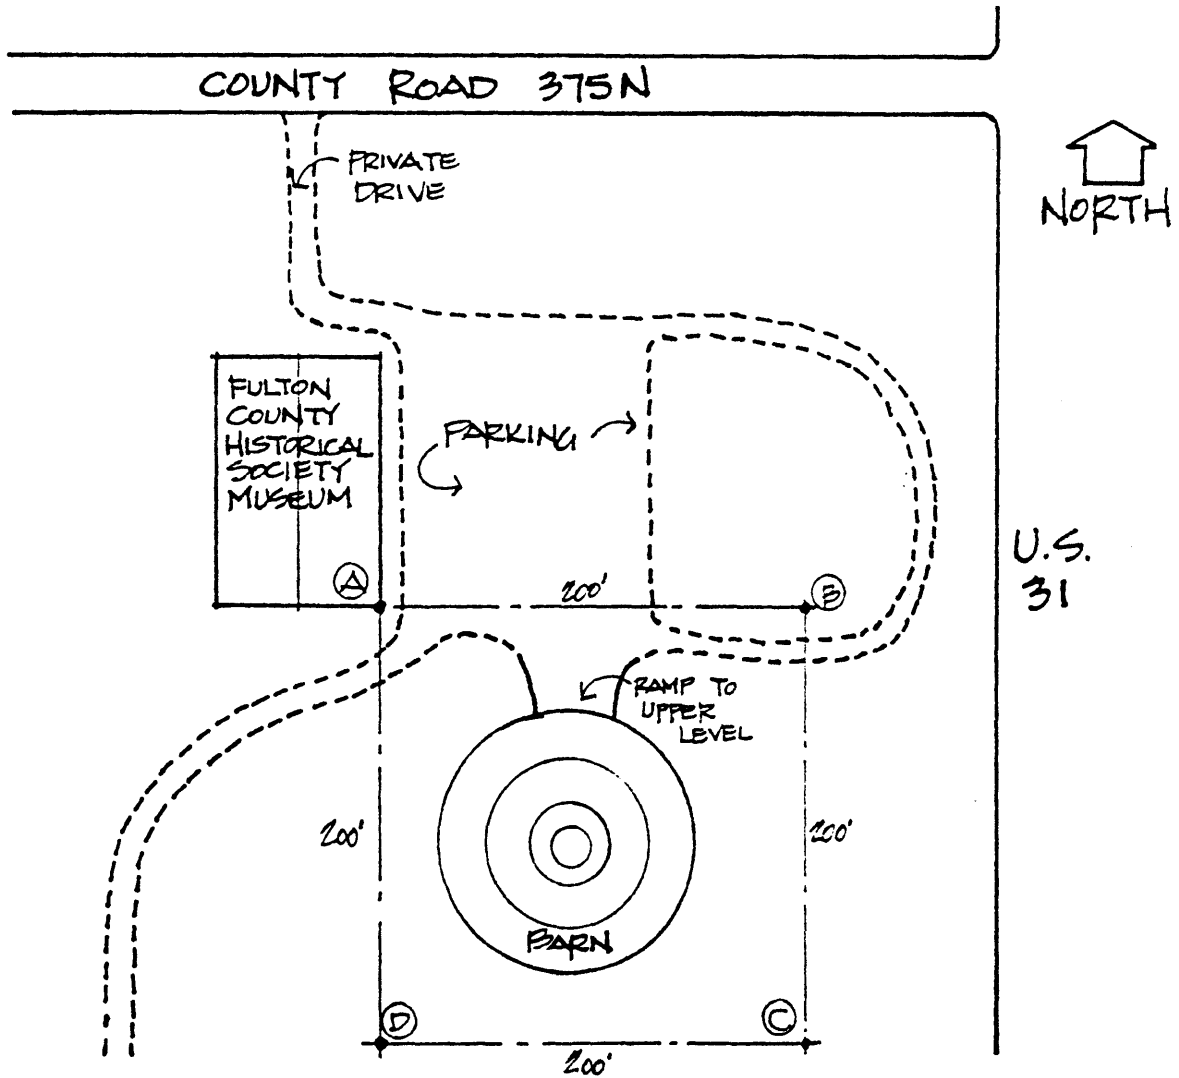 COUNTY ROAD 375N
PRIVATE
DRIVE
NORTH
FULTON
COUNTY
HISTORICAL
SOCIETY
MUSEUM
PARKING
U.S.
31
A
200'
B
RAMP TO
UPPER
LEVEL
200'
200'
BARN
D
C
200'